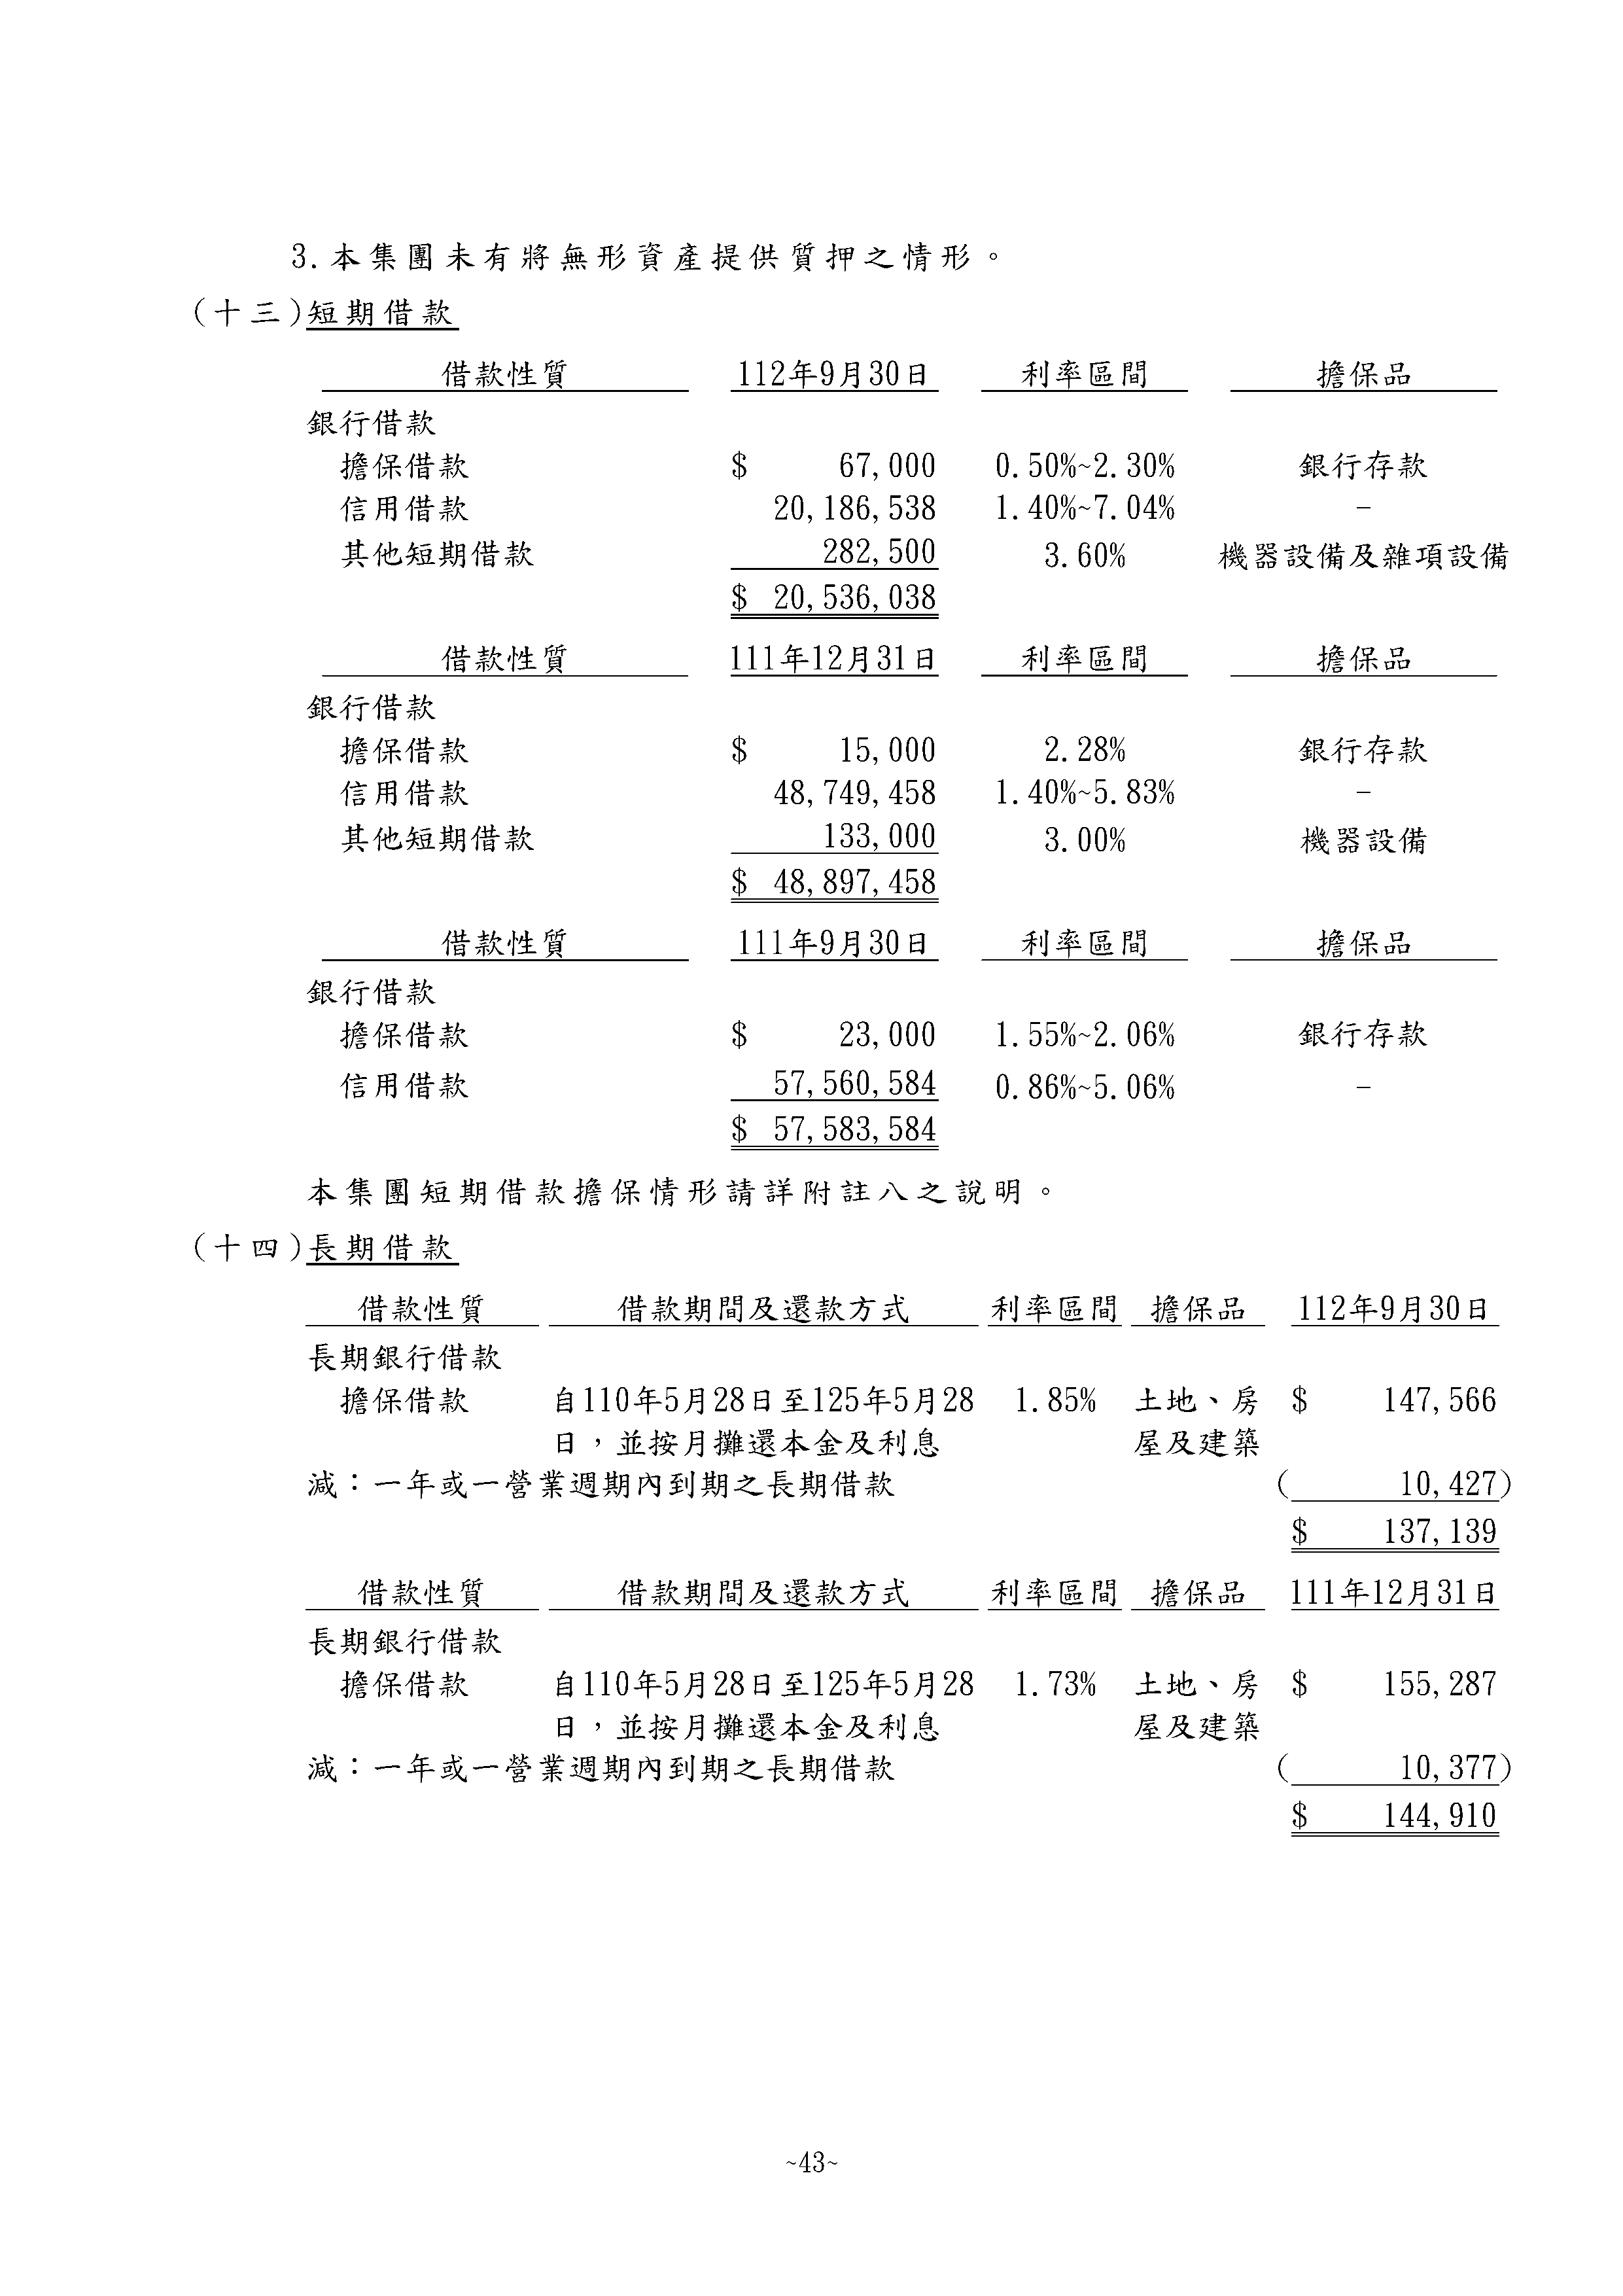 3.本集團未有將無形資產提供質押之情形。
(十三)短期借款
借款性質 112年9月30日 利率區間 擔保品
銀行借款
擔保借款 $ 67,000 0.50%~2.30% 銀行存款
信用借款 20,186,538 1.40%~7.04% -
其他短期借款 282,500 3.60% 機器設備及雜項設備
$ 20,536,038
借款性質 111年12月31日 利率區間 擔保品
銀行借款
擔保借款 $ 15,000 2.28% 銀行存款
信用借款 48,749,458 1.40%~5.83% -
其他短期借款 133,000 3.00% 機器設備
$ 48,897,458
借款性質 111年9月30日 利率區間 擔保品
銀行借款
擔保借款 $ 23,000 1.55%~2.06% 銀行存款
信用借款 57,560,584 0.86%~5.06% -
$ 57,583,584
本集團短期借款擔保情形請詳附註八之說明。
(十四)長期借款
借款性質 借款期間及還款方式 利率區間 擔保品 112年9月30日
長期銀行借款
擔保借款 自110年5月28日至125年5月28 1.85% 土地、房 $ 147,566
日，並按月攤還本金及利息 屋及建築
減：一年或一營業週期內到期之長期借款 ( 10,427)
$ 137,139
借款性質 借款期間及還款方式 利率區間 擔保品 111年12月31日
長期銀行借款
擔保借款 自110年5月28日至125年5月28 1.73% 土地、房 $ 155,287
日，並按月攤還本金及利息 屋及建築
減：一年或一營業週期內到期之長期借款 ( 10,377)
$ 144,910
~43~